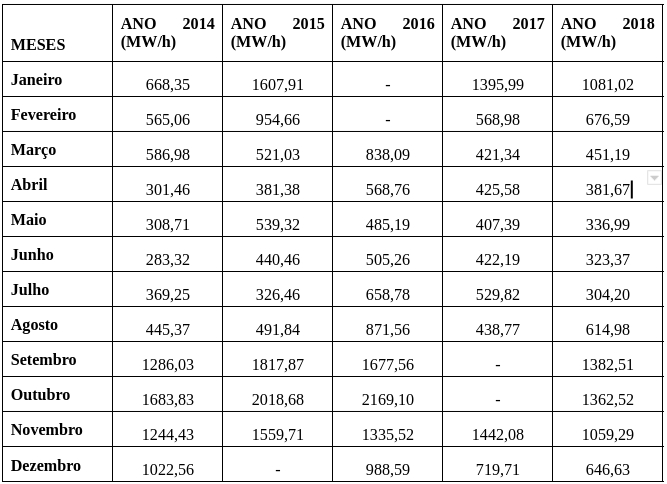 MESES ANO 2014 (MW/h) ANO 2015 (MW/h) ANO 2016 (MW/h) ANO 2017 (MW/h) ANO 2018 (MW/h)
Janeiro 668,35 1607,91 - 1395,99 1081,02
Fevereiro 565,06 954,66 - 568,98 676,59
Março 586,98 521,03 838,09 421,34 451,19
Abril 301,46 381,38 568,76 425,58 381,67
Maio 308,71 539,32 485,19 407,39 336,99
Junho 283,32 440,46 505,26 422,19 323,37
Julho 369,25 326,46 658,78 529,82 304,20
Agosto 445,37 491,84 871,56 438,77 614,98
Setembro 1286,03 1817,87 1677,56 - 1382,51
Outubro 1683,83 2018,68 2169,10 - 1362,52
Novembro 1244,43 1559,71 1335,52 1442,08 1059,29
Dezembro 1022,56 - 988,59 719,71 646,63